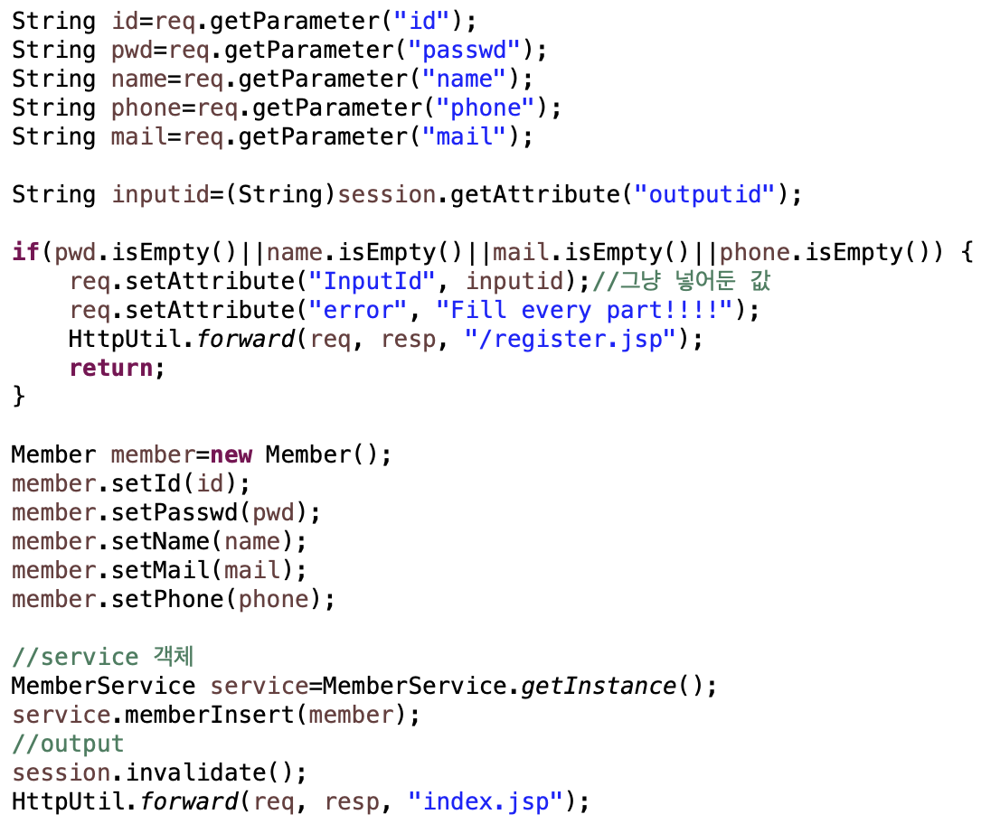 String id=req.getParameter("id");
String pwd=req.getParameter("passwd");
String name=req.getParameter("name");
String phone=req.getParameter("phone");
String mail=req.getParameter("mail");
String inputid=(String)session.getAttribute("outputid");
if(pwd.isEmpty()||name.isEmpty()||mail.isEmpty()||phone.isEmpty()) {
req.setAttribute("InputId", inputid);//그냥 넣어둔 값
req.setAttribute("error", "Fill every part!!!!");
HttpUtil.forward(req, resp, "/register.jsp");
return;
}
Member member=new Member();
member.setId(id);
member.setPasswd(pwd);
member.setName(name);
member.setMail(mail);
member.setPhone(phone);
//service 객체
MemberService service=MemberService.getInstance();
service.memberInsert(member);
//output
session.invalidate();
HttpUtil.forward(req, resp, "index.jsp");